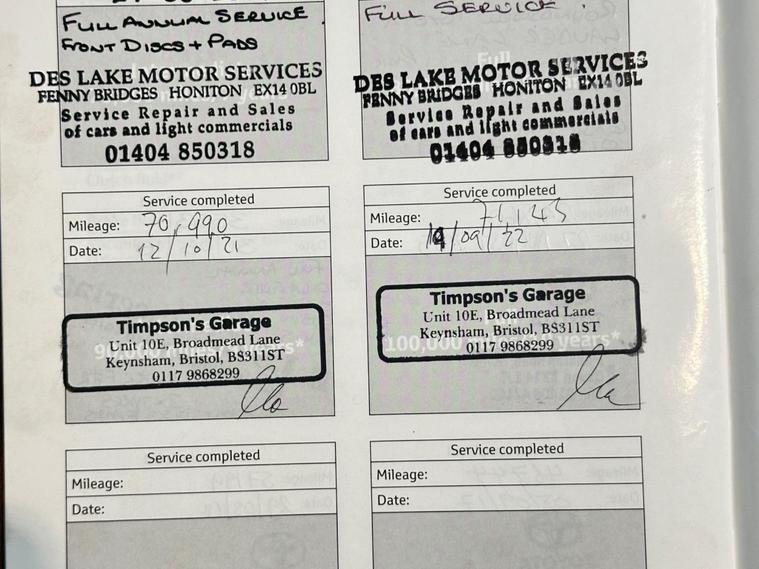 FULL ANNUAL SERVICE.
FRONT DISCS + PADS
DES LAKE MOTOR SERVICES
FENNY BRIDGES HONITON EX14 0BL
Service Repair and Sales
of cars and light commercials
01404 850318
FULL SERVICE.
DES LAKE MOTOR SERVICES
FENNY BRIDGES HONITON EX14 0BL
Service Repair and Sales
of cars and light commercials
01404 850318
Service completed
Mileage: 70,990
Date: 12/10/21
Timpson's Garage
Unit 10E, Broadmead Lane
Keynsham, Bristol, BS311ST
0117 9868299
Service completed
Mileage: 71,145
Date: 19/09/22
Timpson's Garage
Unit 10E, Broadmead Lane
Keynsham, Bristol, BS311ST
0117 9868299
Service completed
Mileage:
Date:
Service completed
Mileage:
Date: